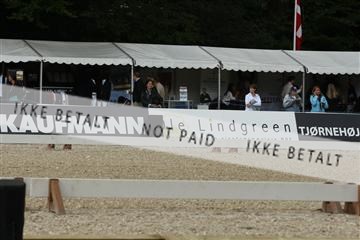 IKKE BETALT NOT PAID IKKE BETALT
KAUFMANN
Lindgreen
TJØRNEHØJ